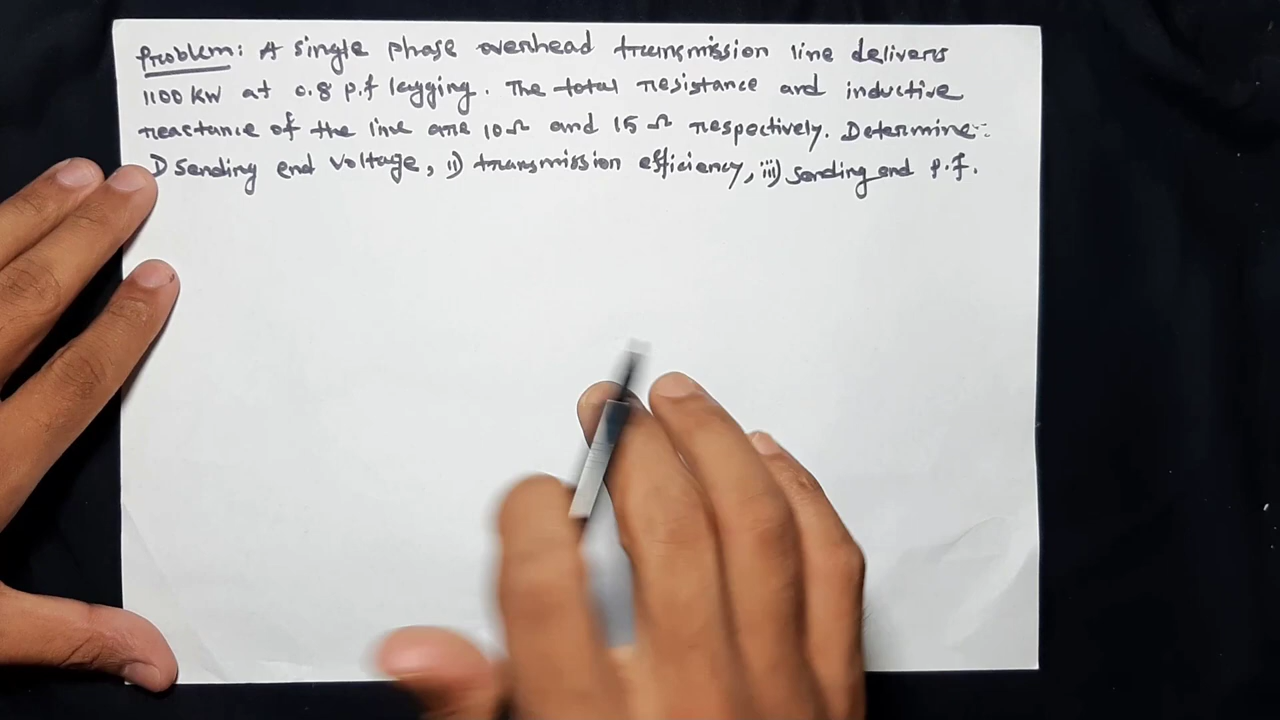 Problem: A single phase overhead transmission line delivers
1100 KW at 0.8 p.f lagging. The total resistance and inductive
reactance of the line are 10Ω and 15Ω respectively. Determine:
i) Sending end voltage, ii) transmission efficiency, iii) sending end p.f.